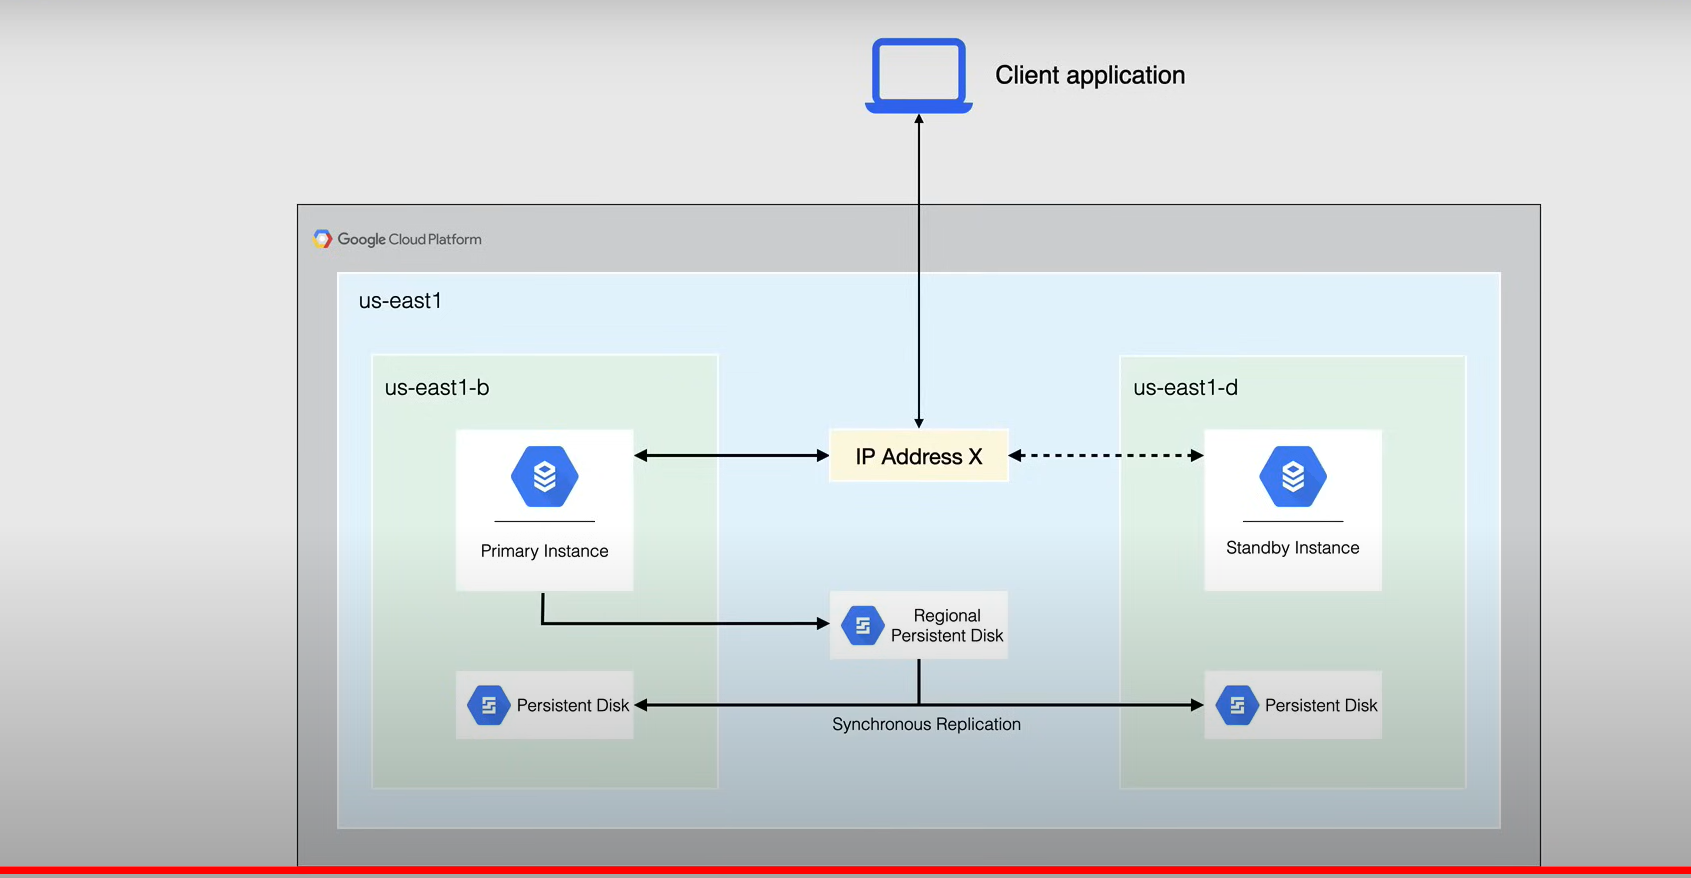 Client application
Google Cloud Platform
us-east1
us-east1-b
us-east1-d
IP Address X
Primary Instance
Standby Instance
Regional
Persistent Disk
Persistent Disk
Persistent Disk
Synchronous Replication